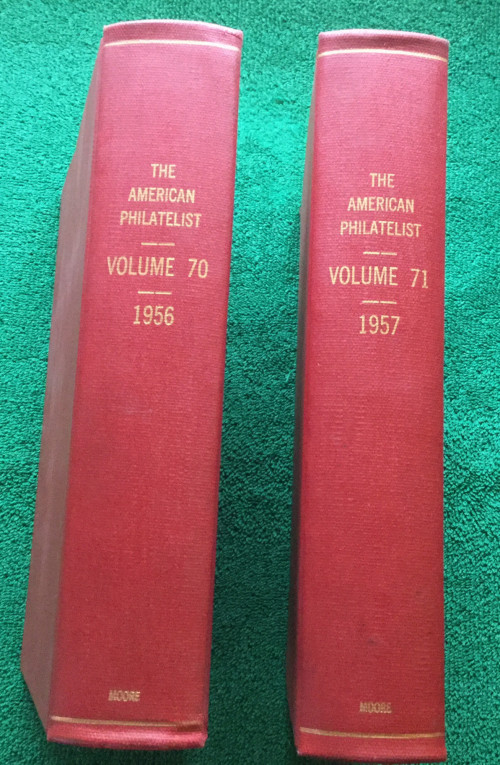 THE
AMERICAN
PHILATELIST
VOLUME 70
1956
MOORE
THE
AMERICAN
PHILATELIST
VOLUME 71
1957
MOORE